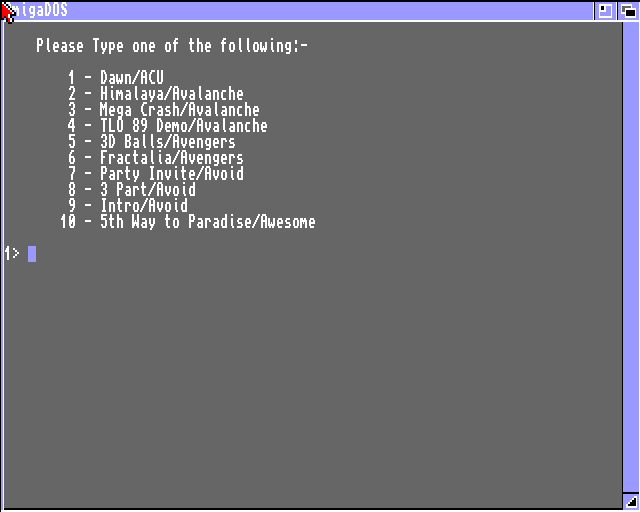 AmigaDOS
Please Type one of the following:-
1 - Dawn/ACU
2 - Himalaya/Avalanche
3 - Mega Crash/Avalanche
4 - TLO 89 Demo/Avalanche
5 - 3D Balls/Avengers
6 - Fractalia/Avengers
7 - Party Invite/Avoid
8 - 3 Part/Avoid
9 - Intro/Avoid
10 - 5th Way to Paradise/Awesome
1>